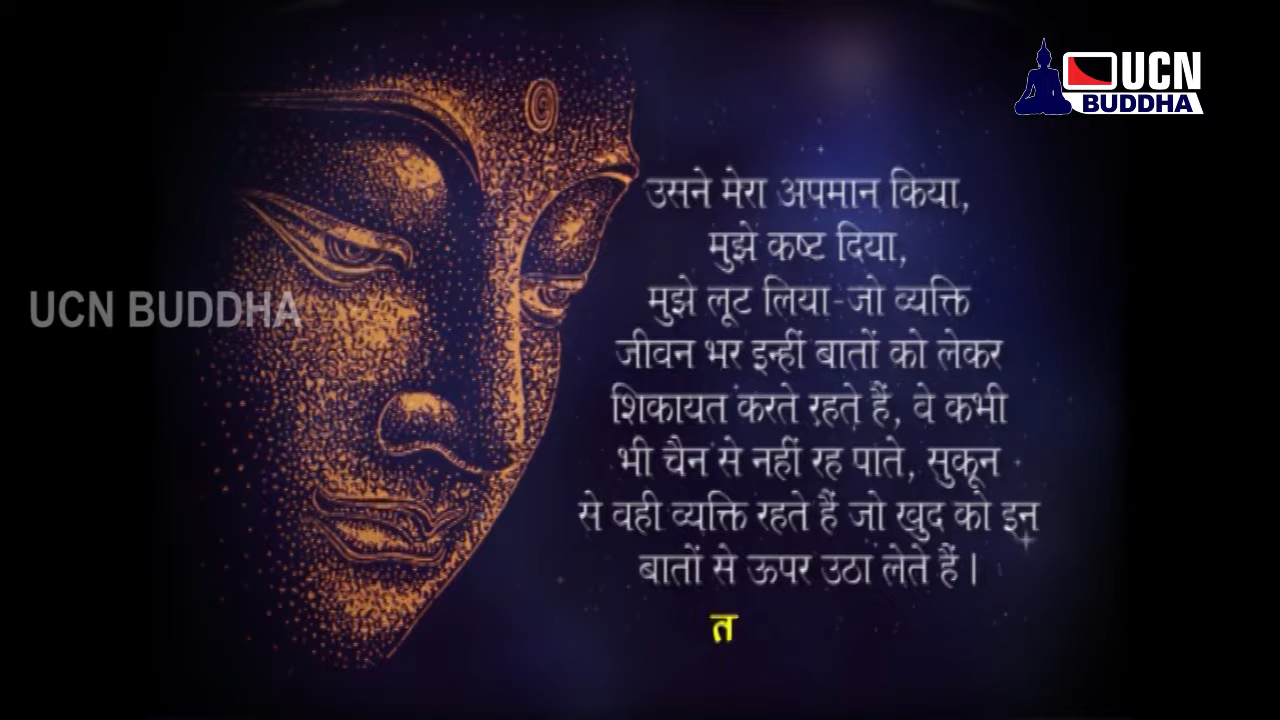 UCN
BUDDHA
UCN BUDDHA
उसने मेरा अपमान किया,
मुझे कष्ट दिया,
मुझे लूट लिया-जो व्यक्ति
जीवन भर इन्हीं बातों को लेकर
शिकायत करते रहते हैं, वे कभी
भी चैन से नहीं रह पाते, सुकून
से वही व्यक्ति रहते हैं जो खुद को इन
बातों से ऊपर उठा लेते हैं।
त